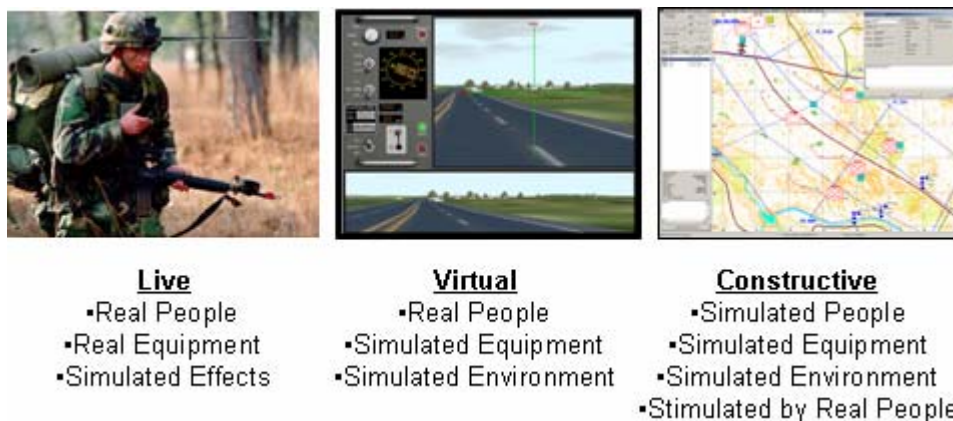 Live
▪Real People
▪Real Equipment
▪Simulated Effects
Virtual
▪Real People
▪Simulated Equipment
▪Simulated Environment
Constructive
▪Simulated People
▪Simulated Equipment
▪Simulated Environment
▪Stimulated by Real People